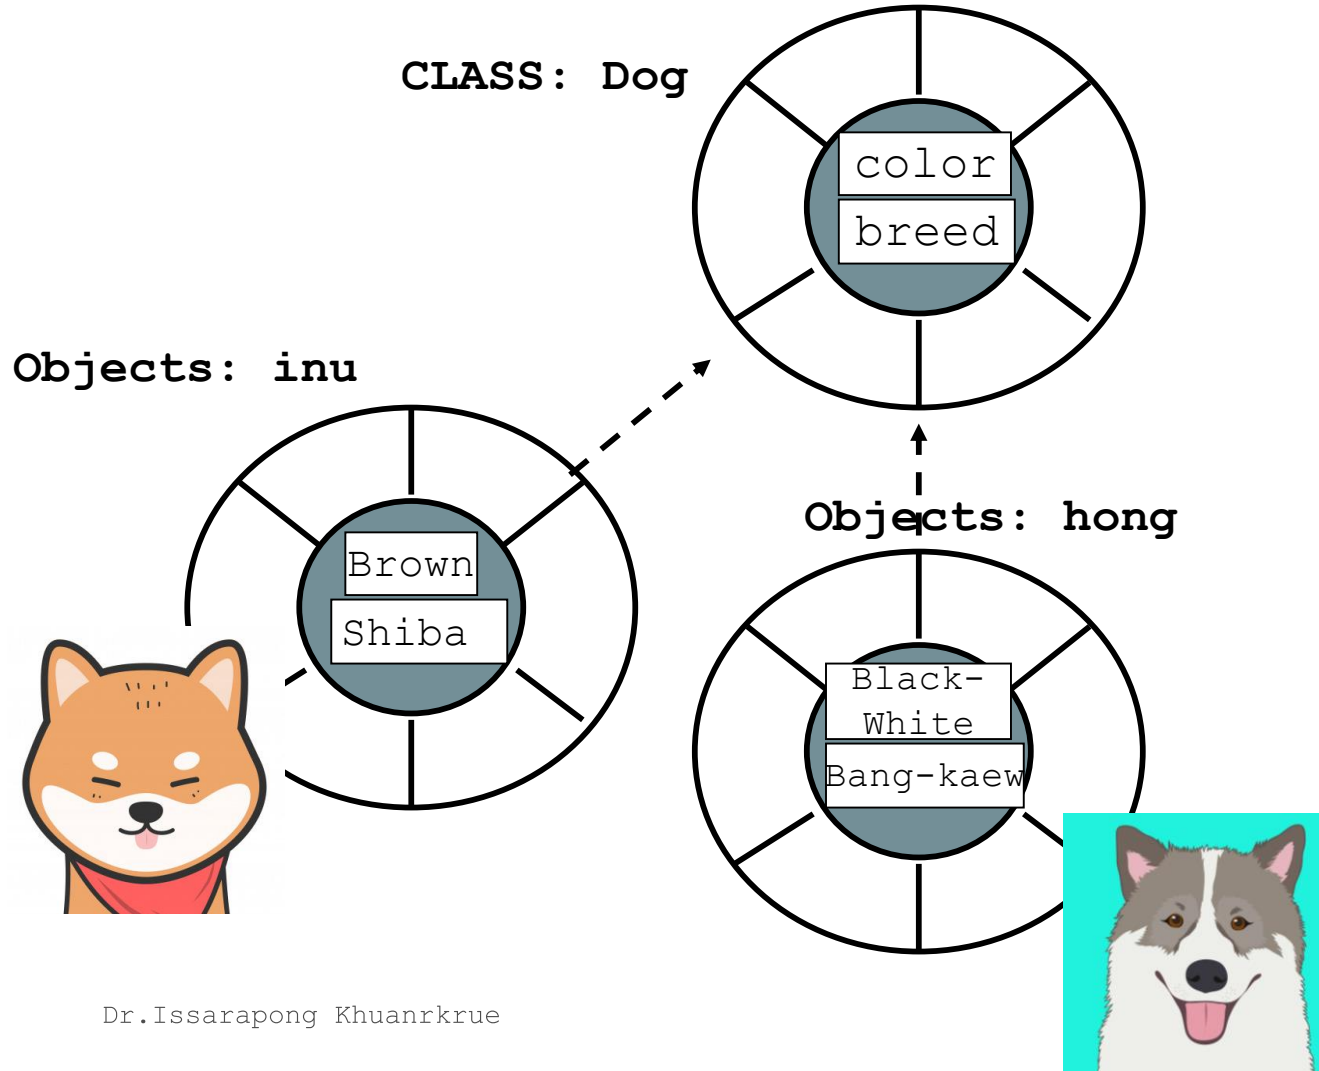 CLASS: Dog
color
breed
Objects: inu
Brown
Shiba
Objects: hong
Black-
White
Bang-kaew
Dr.Issarapong Khuanrkrue